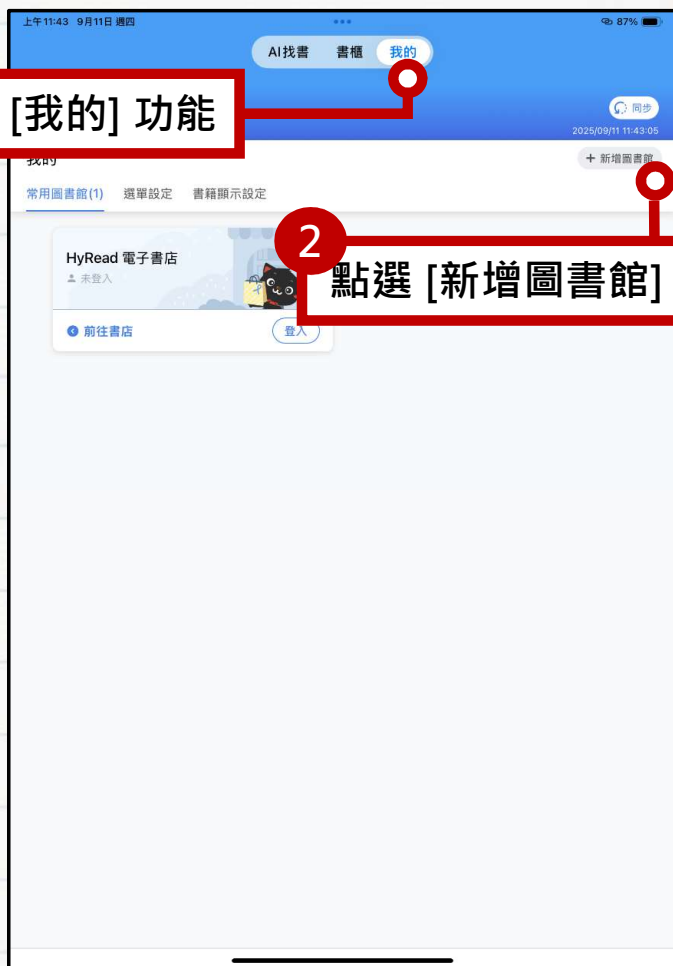 上午11:43 9月11日 週四
87%
AI找書 書櫃 我的
[我的] 功能
同步
2025/09/11 11:43:05
我的
+ 新增圖書館
常用圖書館(1) 選單設定 書籍顯示設定
2
點選 [新增圖書館]
HyRead 電子書店
未登入
前往書店
登入